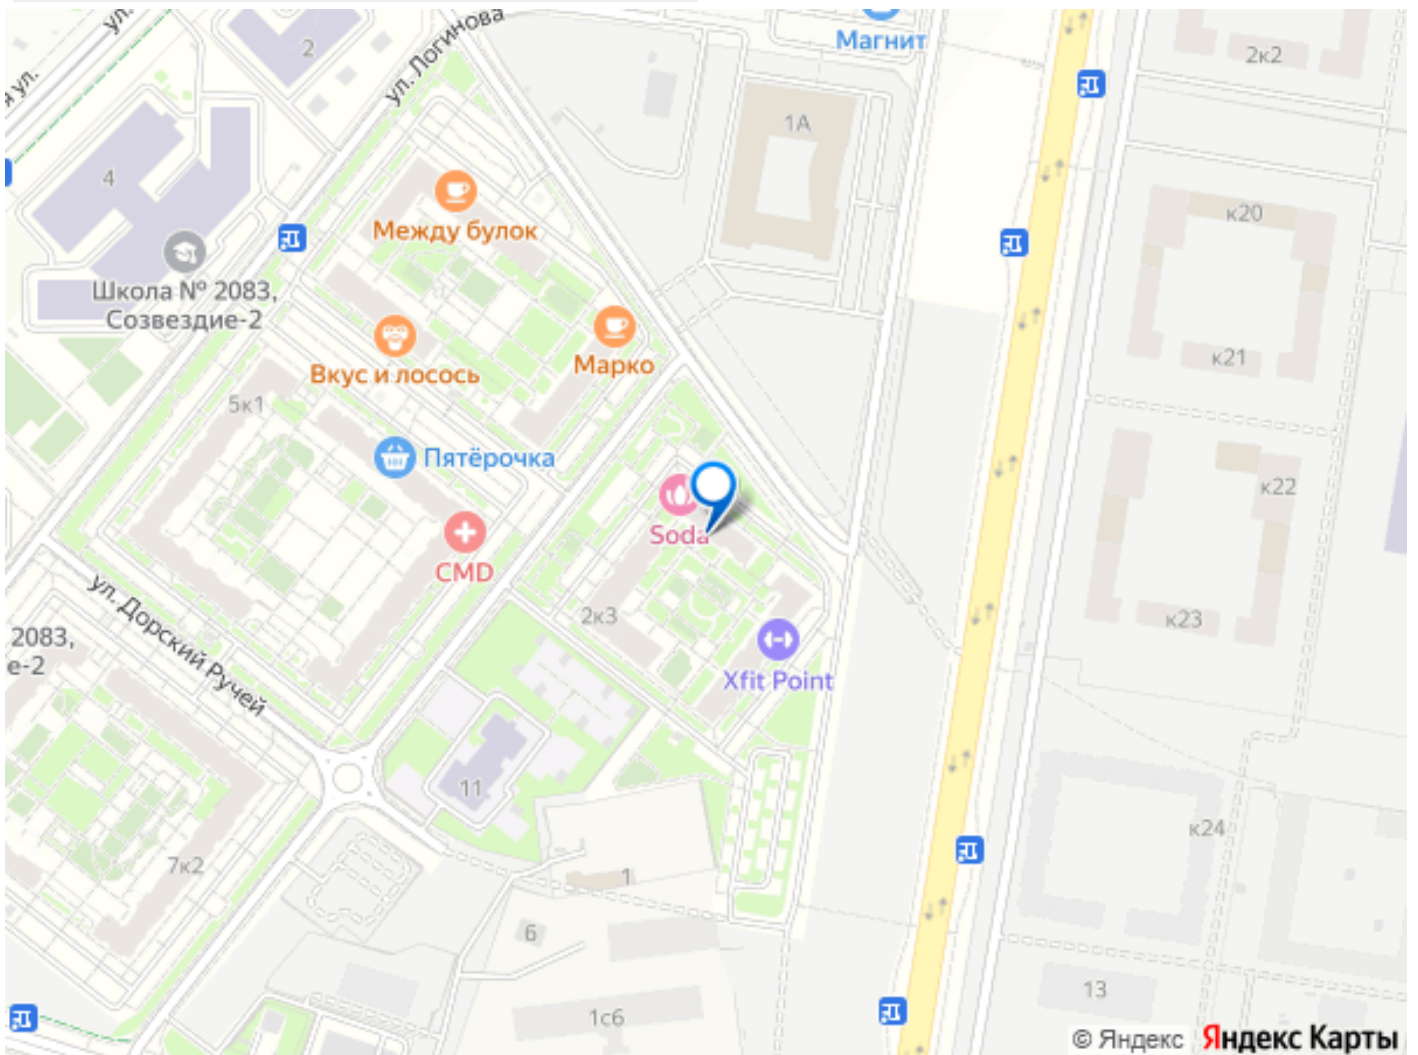 ул. Логинова
2
Магнит
2к2
1А
4
Между булок
к20
Школа № 2083,
Созвездие-2
Марко
Вкус и лосось
к21
5к1
Пятёрочка
Soda
к22
CMD
2к3
к23
ул. Дорский Ручей
2083,
е-2
Xfit Point
11
к24
7к2
1
6
13
1с6
© Яндекс Яндекс Карты